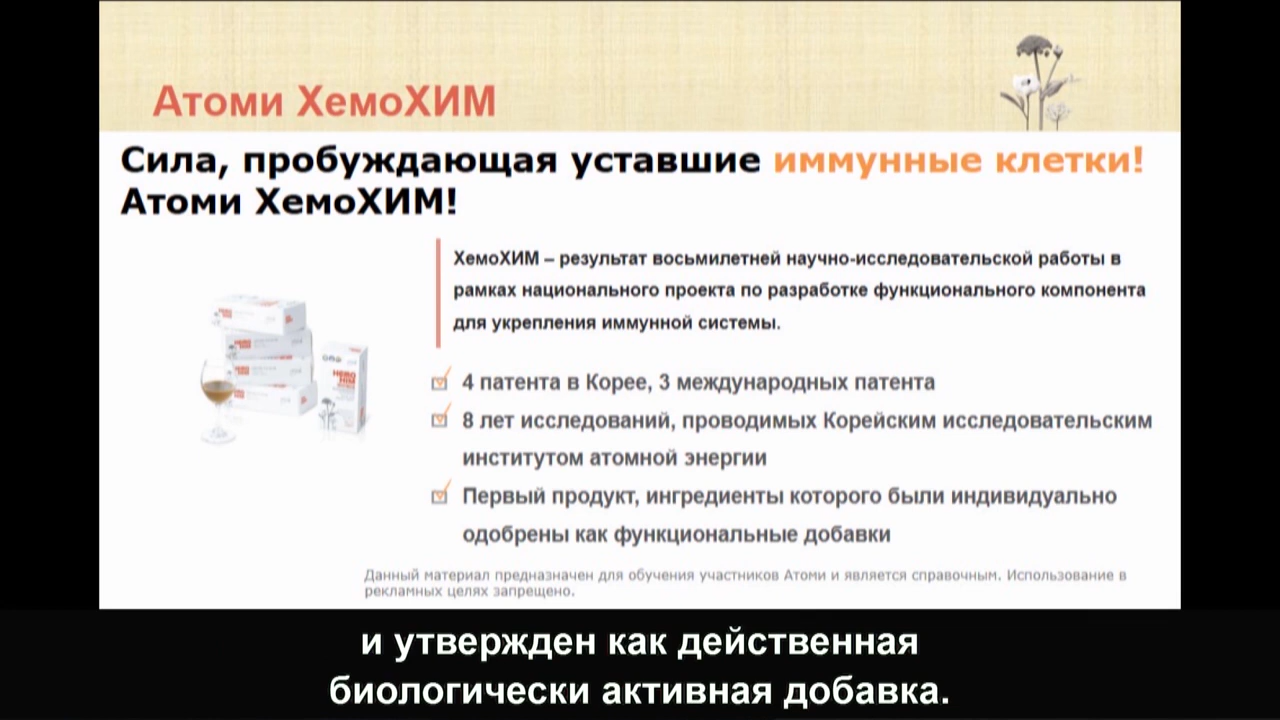 Атоми ХемоХИМ
Сила, пробуждающая уставшие иммунные клетки!
Атоми ХемоХИМ!
ХемоХИМ – результат восьмилетней научно-исследовательской работы в
рамках национального проекта по разработке функционального компонента
для укрепления иммунной системы.
4 патента в Корее, 3 международных патента
8 лет исследований, проводимых Корейским исследовательским
институтом атомной энергии
Первый продукт, ингредиенты которого были индивидуально
одобрены как функциональные добавки
HEMO
HIM
Данный материал предназначен для обучения участников Атоми и является справочным. Использование в
рекламных целях запрещено.
и утвержден как действенная
биологически активная добавка.